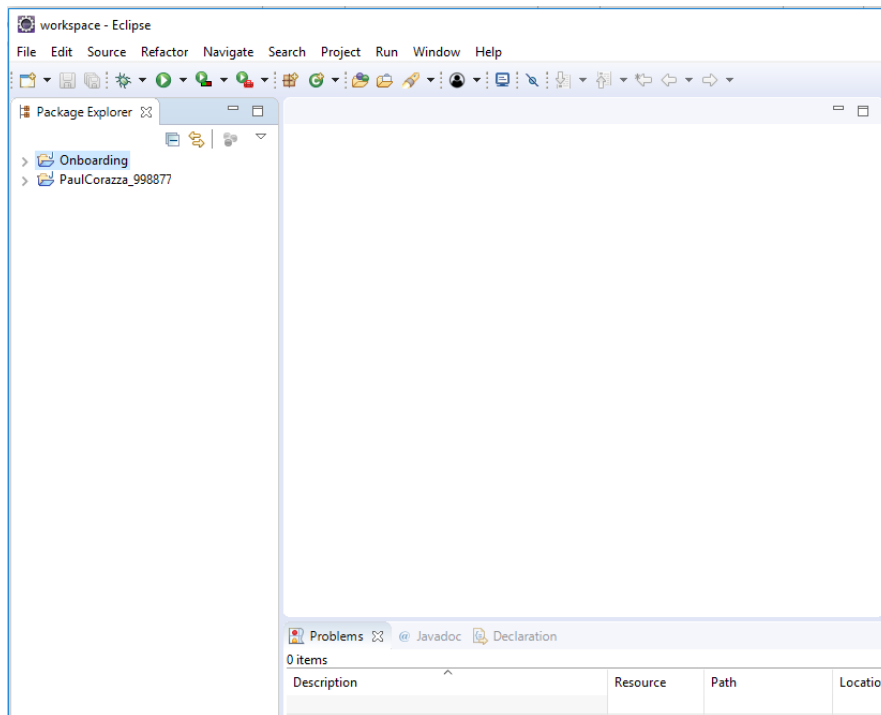 workspace - Eclipse
File Edit Source Refactor Navigate Search Project Run Window Help
Package Explorer
Onboarding
PaulCorazza_998877
Problems @ Javadoc Declaration
0 items
Description Resource Path Locatio